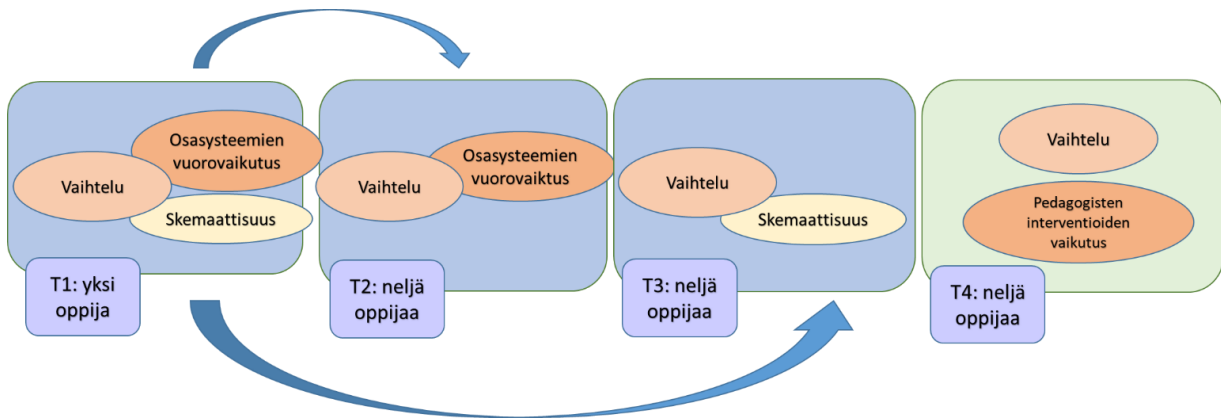 Osasysteemien
vuorovaikutus
Vaihtelu
Skemaattisuus
T1: yksi
oppija
Osasysteemien
vuorovaiktus
Vaihtelu
T2: neljä
oppijaa
Vaihtelu
Skemaattisuus
T3: neljä
oppijaa
Vaihtelu
Pedagogisten
interventioiden
vaikutus
T4: neljä
oppijaa